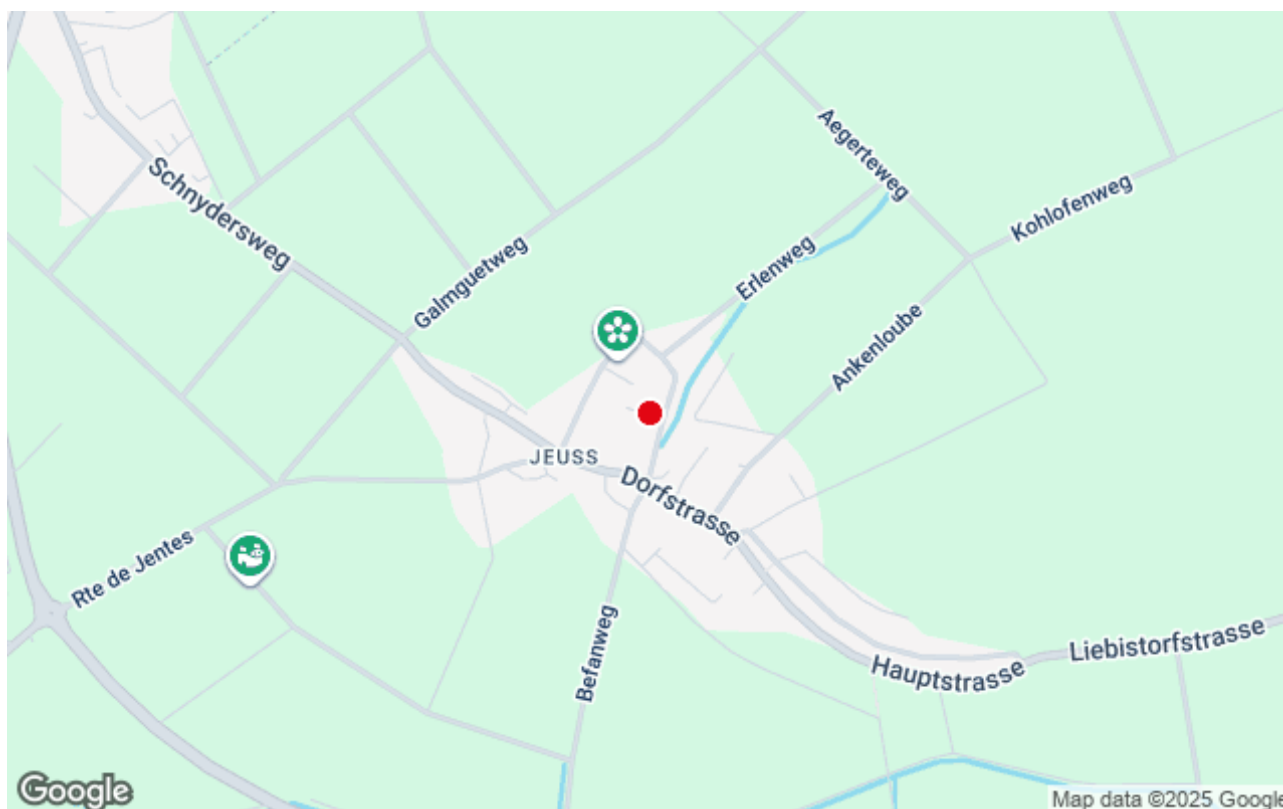 Aegerteweg
Schnydersweg
Kohlofenweg
Galmguetweg
Erlenweg
Ankenloube
JEUSS
Dorfstrasse
Rte de Jentes
Befanweg
Liebistorfstrasse
Hauptstrasse
Google
Map data ©2025 Google